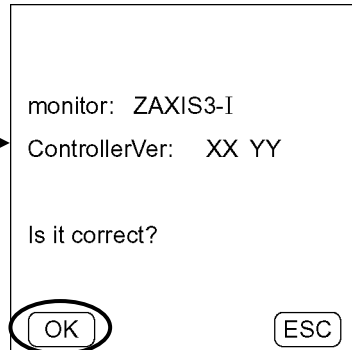 monitor: ZAXIS3-I
ControllerVer: XX YY
Is it correct?
OK ESC